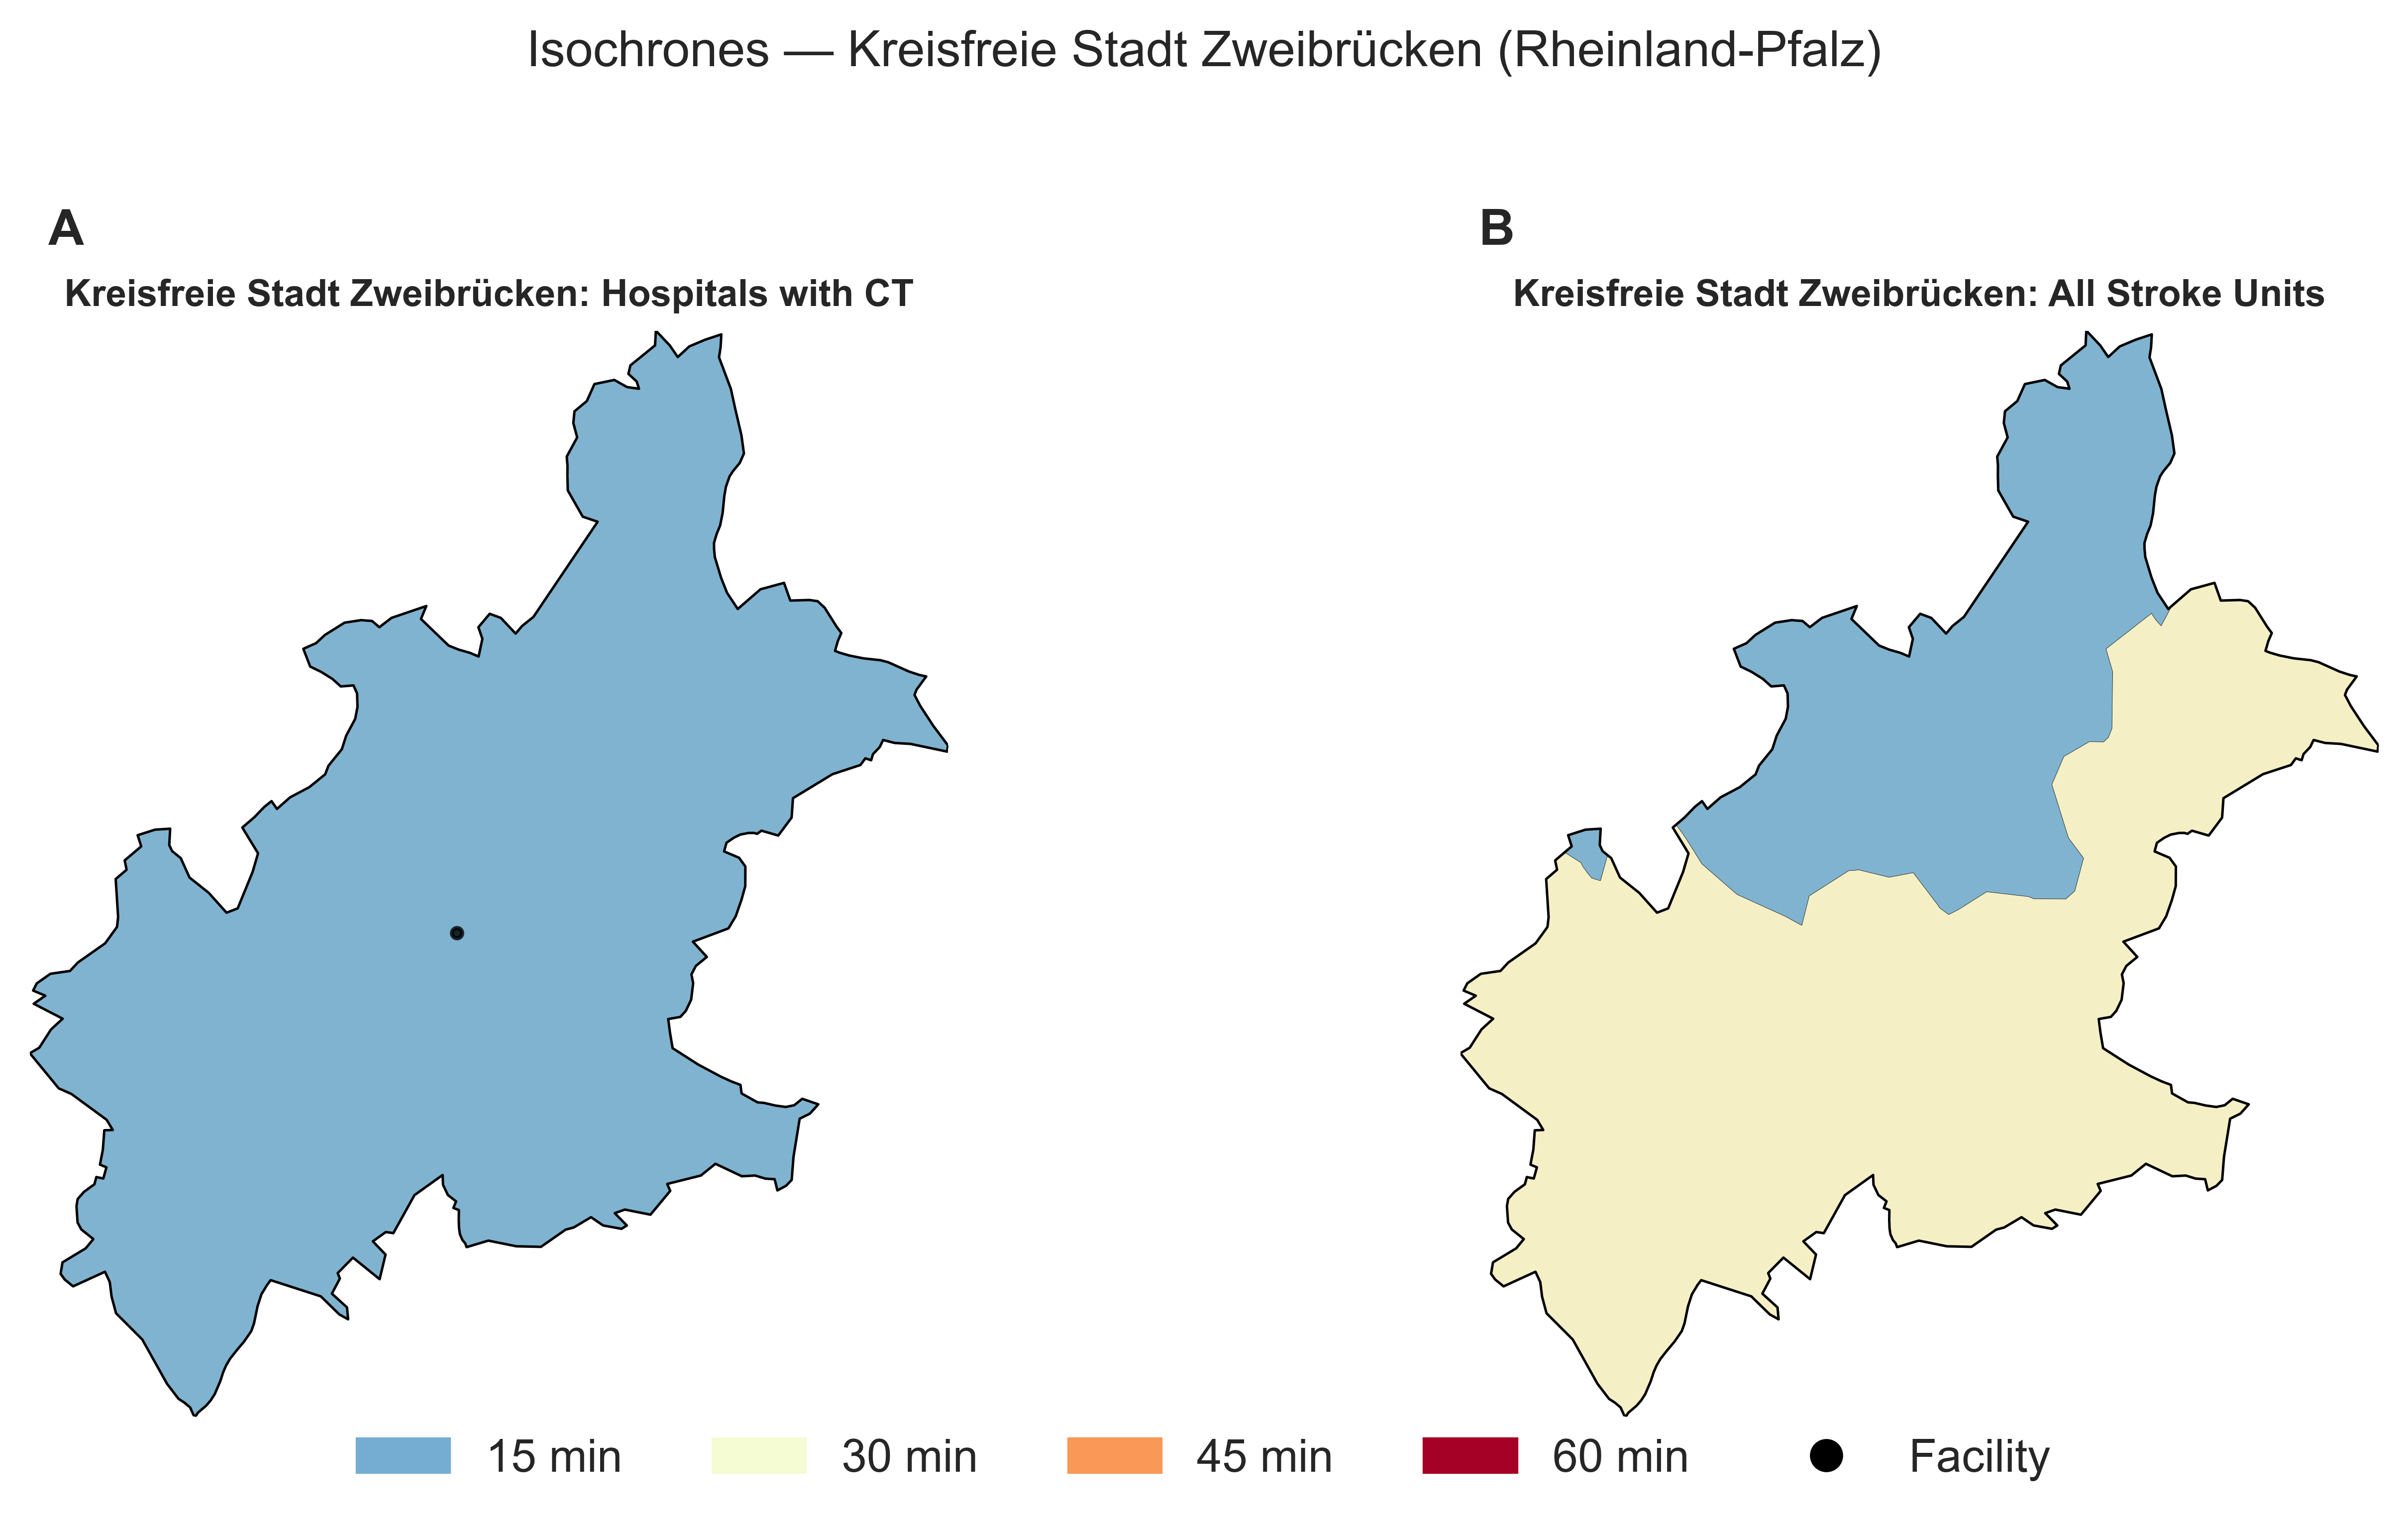 Isochrones — Kreisfreie Stadt Zweibrücken (Rheinland-Pfalz)
A
Kreisfreie Stadt Zweibrücken: Hospitals with CT
B
Kreisfreie Stadt Zweibrücken: All Stroke Units
15 min
30 min
45 min
60 min
Facility